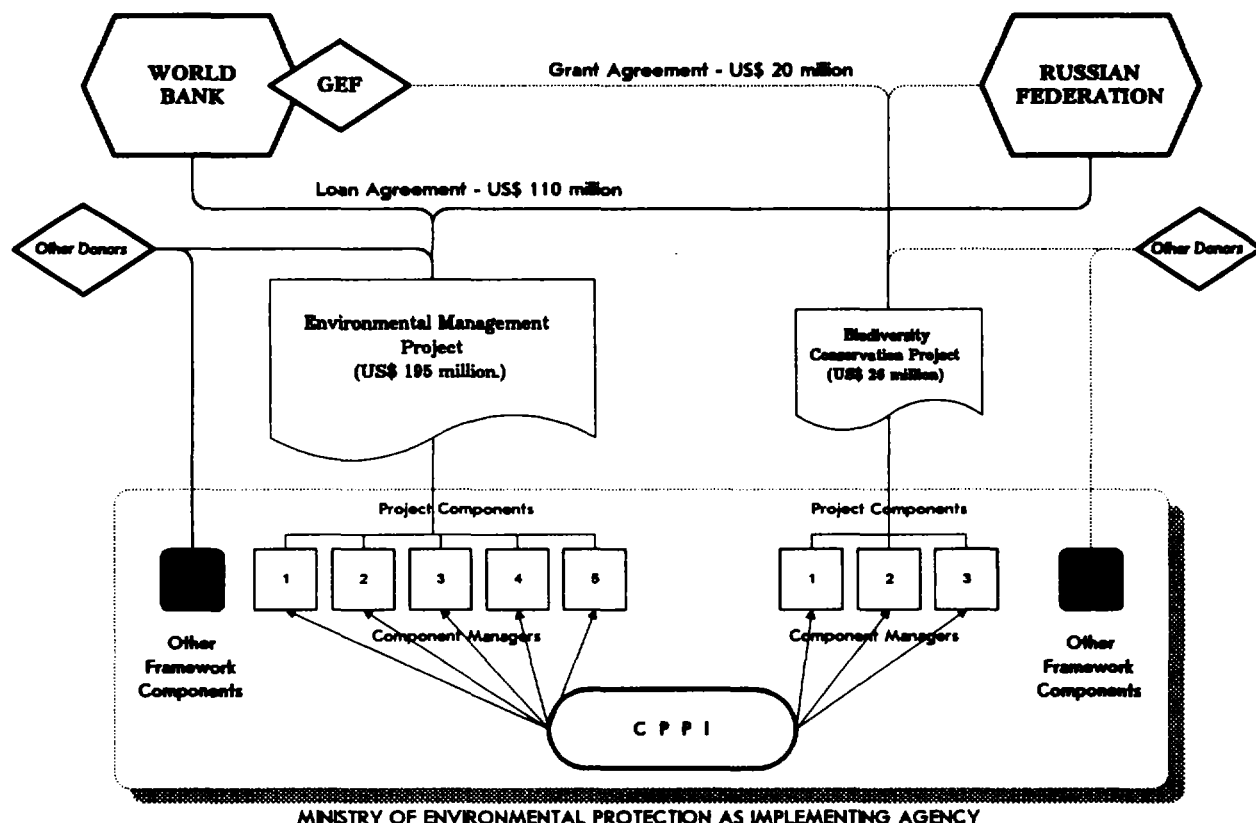 WORLD
BANK
GEF
Grant Agreement - US$ 20 million
RUSSIAN
FEDERATION
Loan Agreement - US$ 110 million
Other Donors
Other Donors
Environmental Management
Project
(US$ 195 million.)
Biodiversity
Conservation Project
(US$ 26 million)
Project Components
Project Components
1 2 3 4 5
1 2 3
Component Managers
Component Managers
Other
Framework
Components
Other
Framework
Components
C P P I
MINISTRY OF ENVIRONMENTAL PROTECTION AS IMPLEMENTING AGENCY